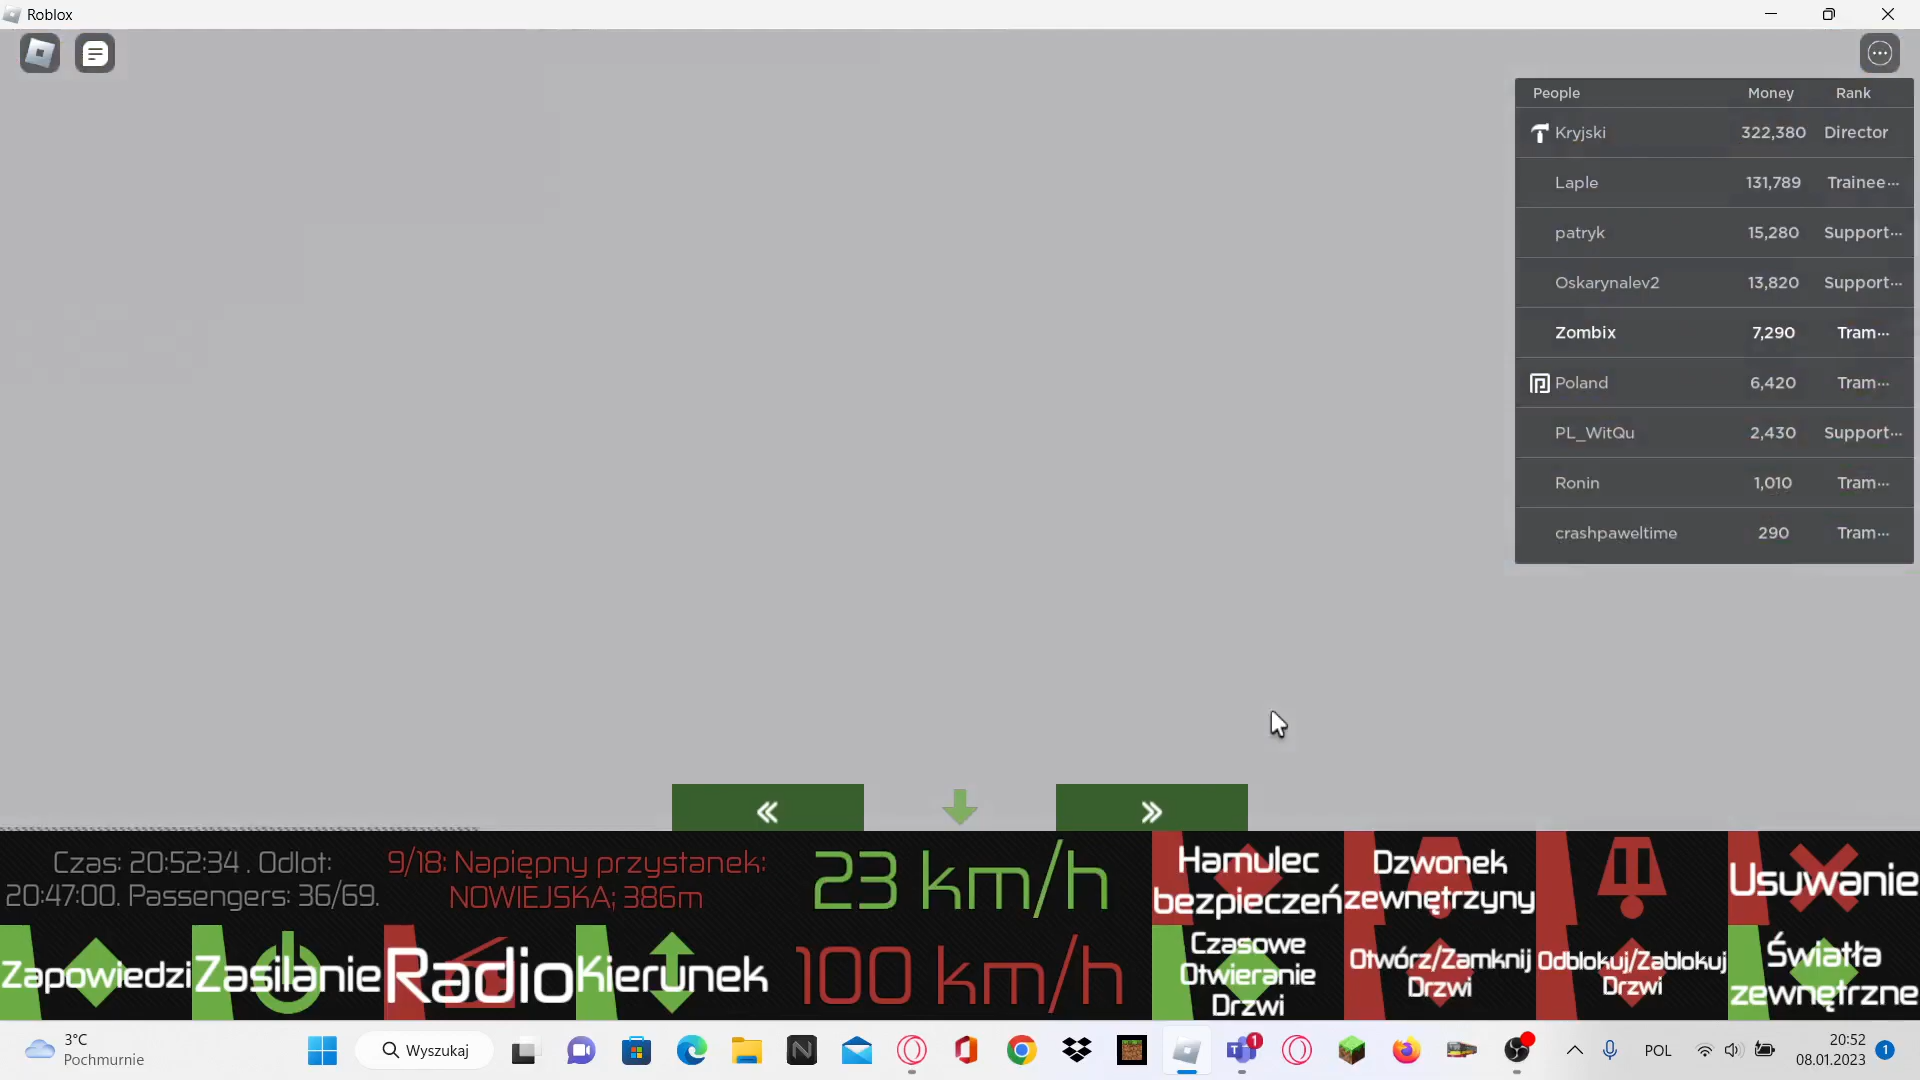 Roblox
People Money Rank
Kryjski 322,380 Director
Laple 131,789 Trainee...
patryk 15,280 Support...
Oskarynalev2 13,820 Support...
Zombix 7,290 Tram...
Poland 6,420 Tram...
PL_WitQu 2,430 Support...
Ronin 1,010 Tram...
crashpaweltime 290 Tram...
Czas: 20:52:34 . Odlot:
20:47:00. Passengers: 36/69.
9/18: Napiępny przystanek:
NOWIEJSKA; 386m
23 km/h
Hamulec
bezpieczeń
Dzwonek
zewnętrzyny
Usuwanie
Zapowiedzi
Zasilanie
Radio
Kierunek
100 km/h
Czasowe
Otwieranie
Drzwi
Otwórz/Zamknij
Drzwi
Odblokuj/Zablokuj
Drzwi
Światła
zewnętrzne
3°C
Pochmurnie
Wyszukaj
1
POL
20:52
08.01.2023
1